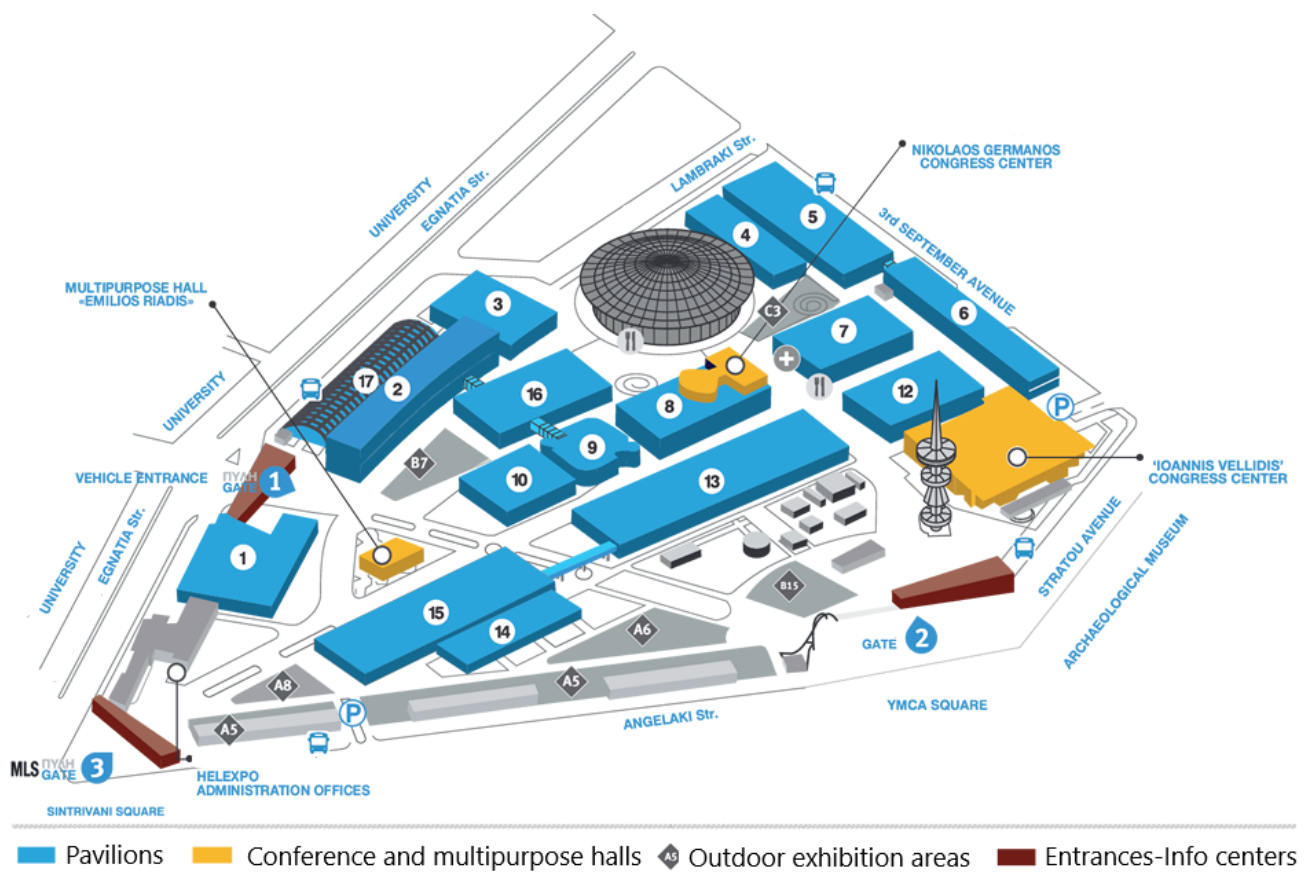 LAMBRAKI Str.
NIKOLAOS GERMANOS
CONGRESS CENTER
UNIVERSITY
EGNATIA Str.
5
4
3rd SEPTEMBER AVENUE
MULTIPURPOSE HALL
«EMILIOS RIADIS»
3
C3
6
7
17
2
16
12
P
8
UNIVERSITY
9
B7
VEHICLE ENTRANCE
ΠΥΛΗ
GATE 1
10
13
'IOANNIS VELLIDIS'
CONGRESS CENTER
UNIVERSITY
EGNATIA Str.
1
STRATOU AVENUE
ARCHAEOLOGICAL MUSEUM
B15
15
14
A6
GATE 2
A8
A5
P
A5
ANGELAKI Str.
YMCA SQUARE
MLS ΠΥΛΗ
GATE 3
HELEXPO
ADMINISTRATION OFFICES
SINTRIVANI SQUARE
Pavilions
Conference and multipurpose halls
A5 Outdoor exhibition areas
Entrances-Info centers